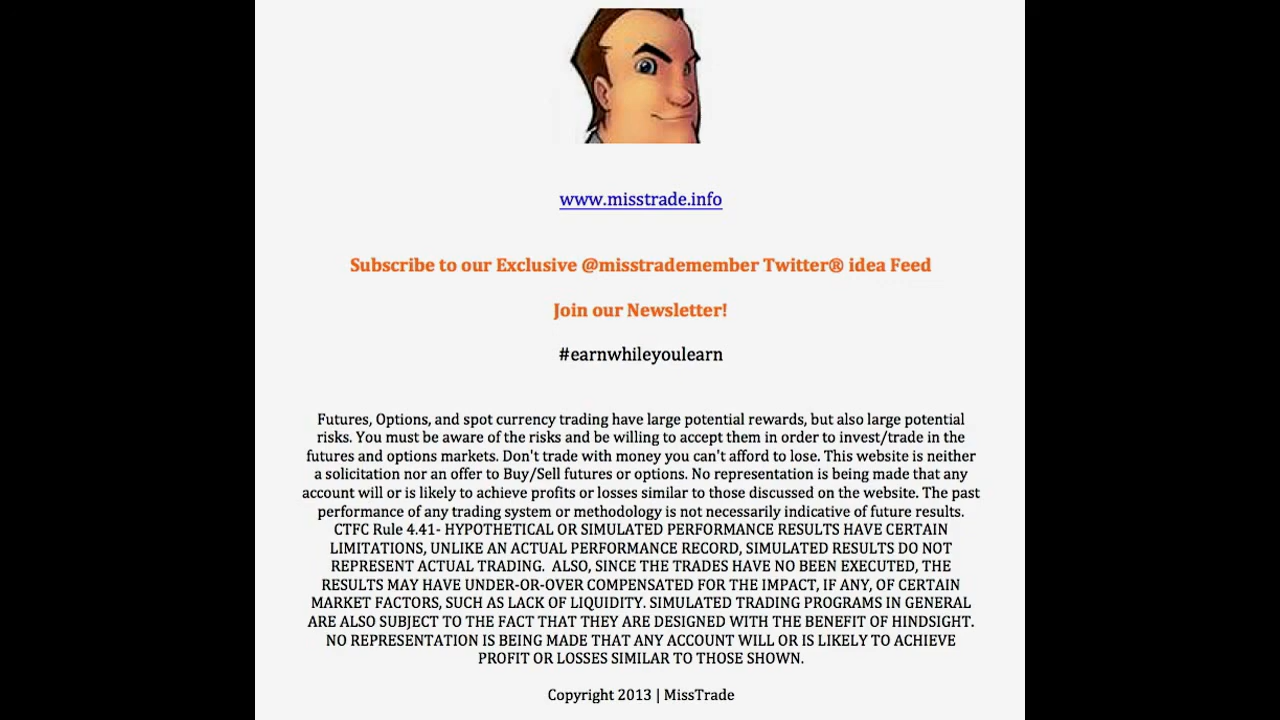 www.misstrade.info
Subscribe to our Exclusive @misstrademember Twitter® idea Feed
Join our Newsletter!
#earnwhileyoulearn
Futures, Options, and spot currency trading have large potential rewards, but also large potential
risks. You must be aware of the risks and be willing to accept them in order to invest/trade in the
futures and options markets. Don't trade with money you can't afford to lose. This website is neither
a solicitation nor an offer to Buy/Sell futures or options. No representation is being made that any
account will or is likely to achieve profits or losses similar to those discussed on the website. The past
performance of any trading system or methodology is not necessarily indicative of future results.
CTFC Rule 4.41- HYPOTHETICAL OR SIMULATED PERFORMANCE RESULTS HAVE CERTAIN
LIMITATIONS, UNLIKE AN ACTUAL PERFORMANCE RECORD, SIMULATED RESULTS DO NOT
REPRESENT ACTUAL TRADING. ALSO, SINCE THE TRADES HAVE NO BEEN EXECUTED, THE
RESULTS MAY HAVE UNDER-OR-OVER COMPENSATED FOR THE IMPACT, IF ANY, OF CERTAIN
MARKET FACTORS, SUCH AS LACK OF LIQUIDITY. SIMULATED TRADING PROGRAMS IN GENERAL
ARE ALSO SUBJECT TO THE FACT THAT THEY ARE DESIGNED WITH THE BENEFIT OF HINDSIGHT.
NO REPRESENTATION IS BEING MADE THAT ANY ACCOUNT WILL OR IS LIKELY TO ACHIEVE
PROFIT OR LOSSES SIMILAR TO THOSE SHOWN.
Copyright 2013 | MissTrade